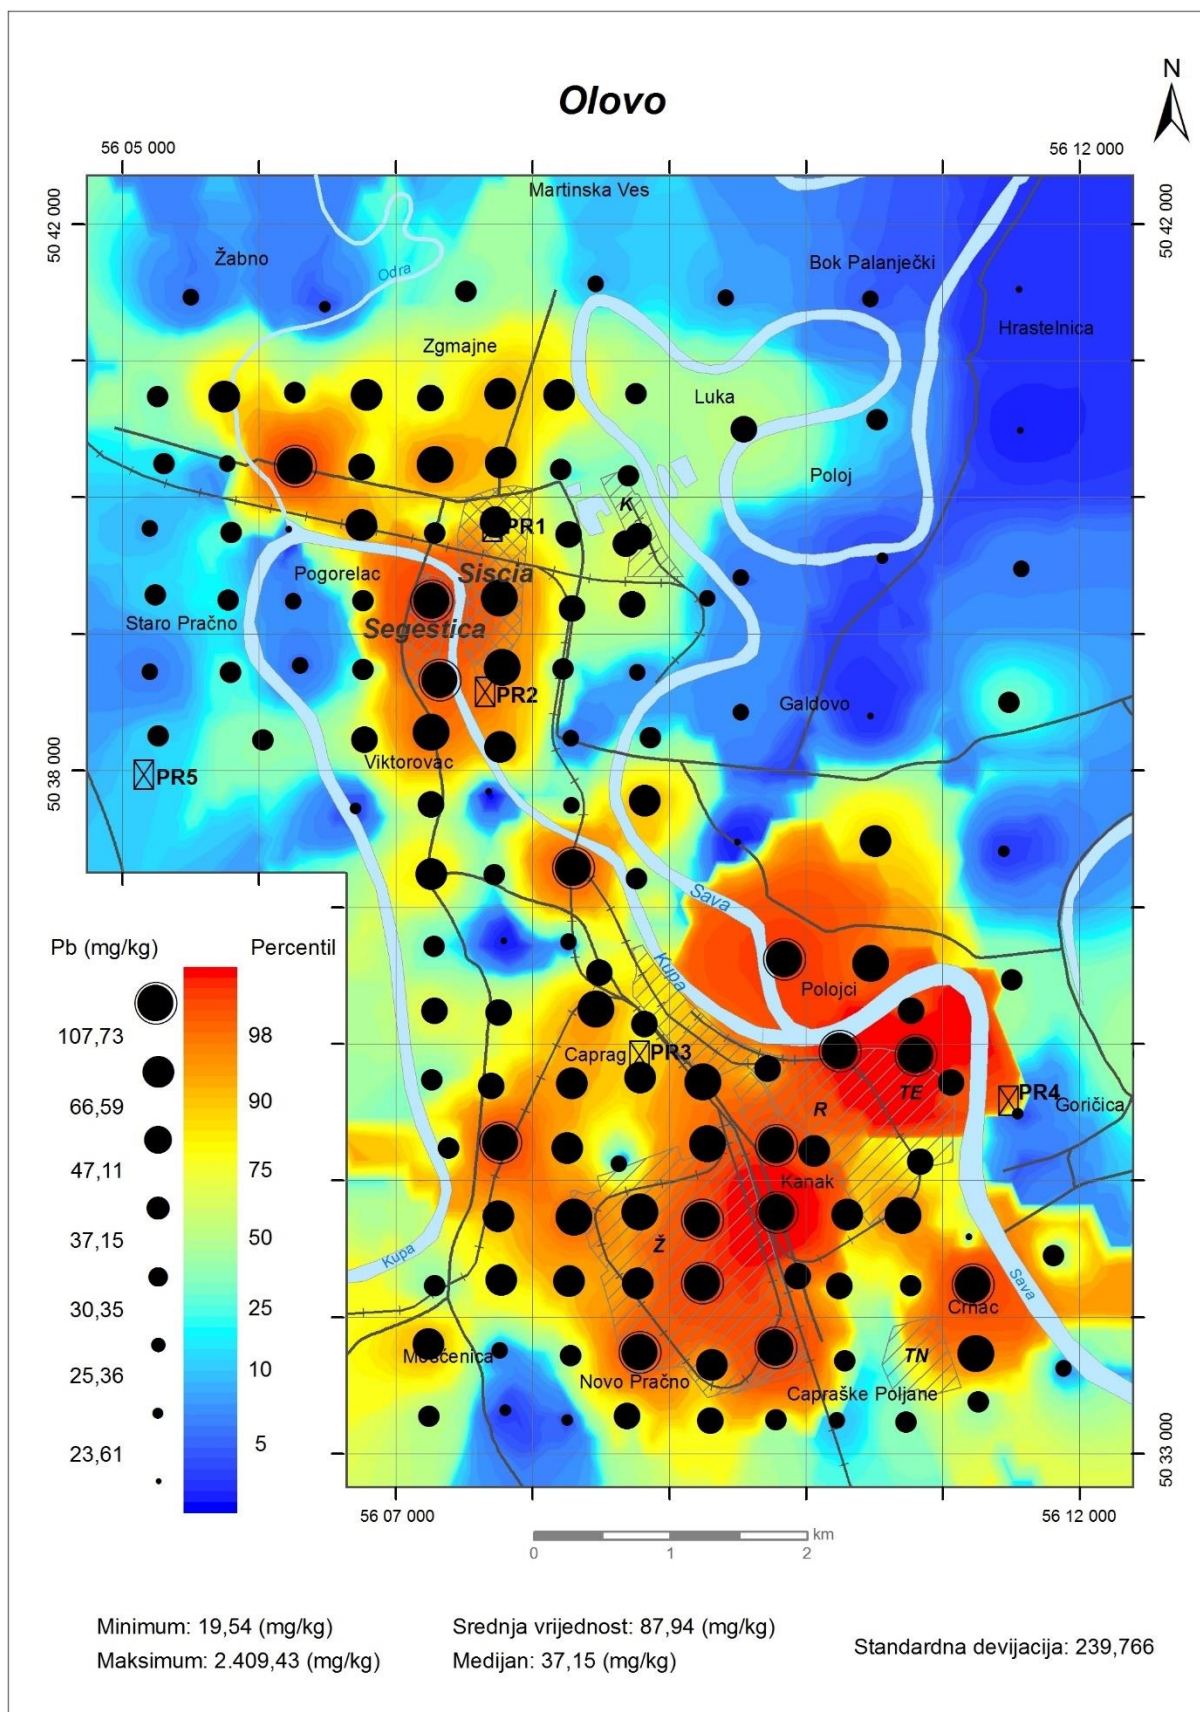 Olovo
N
56 05 000
56 12 000
50 42 000
50 42 000
Martinska Ves
Žabno
Odra
Bok Palanječki
Hrastelnica
Zgmajne
Luka
Poloj
K
PR1
Siscia
Pogorelac
Segestica
Staro Pračno
PR2
Galdovo
Viktorovac
PR5
50 38 000
Sava
Kupa
Polojci
Caprag
PR3
TE
PR4
Goričica
R
Kanak
Ž
Kupa
Sava
Crnac
Mošćenica
TN
Novo Pračno
Capraške Poljane
50 33 000
Pb (mg/kg)
Percentil
107,73
98
66,59
90
47,11
75
37,15
50
30,35
25
25,36
10
23,61
5
56 07 000
56 12 000
km
0
1
2
Minimum: 19,54 (mg/kg)
Srednja vrijednost: 87,94 (mg/kg)
Standardna devijacija: 239,766
Maksimum: 2.409,43 (mg/kg)
Medijan: 37,15 (mg/kg)